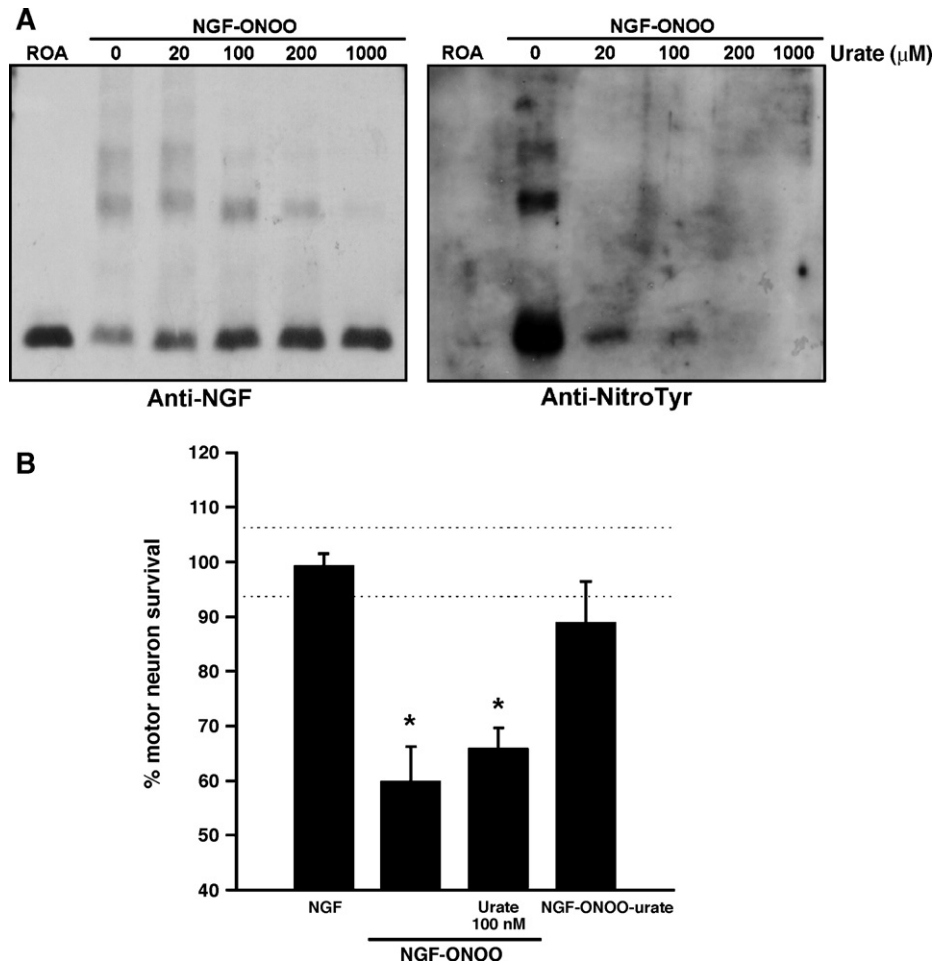 A
NGF-ONOO NGF-ONOO
ROA 0 20 100 200 1000 ROA 0 20 100 200 1000 Urate (µM)
Anti-NGF Anti-NitroTyr
B
% motor neuron survival
120
110
100
90
80
70
60
50
40
* *
NGF Urate NGF-ONOO-urate
100 nM
NGF-ONOO